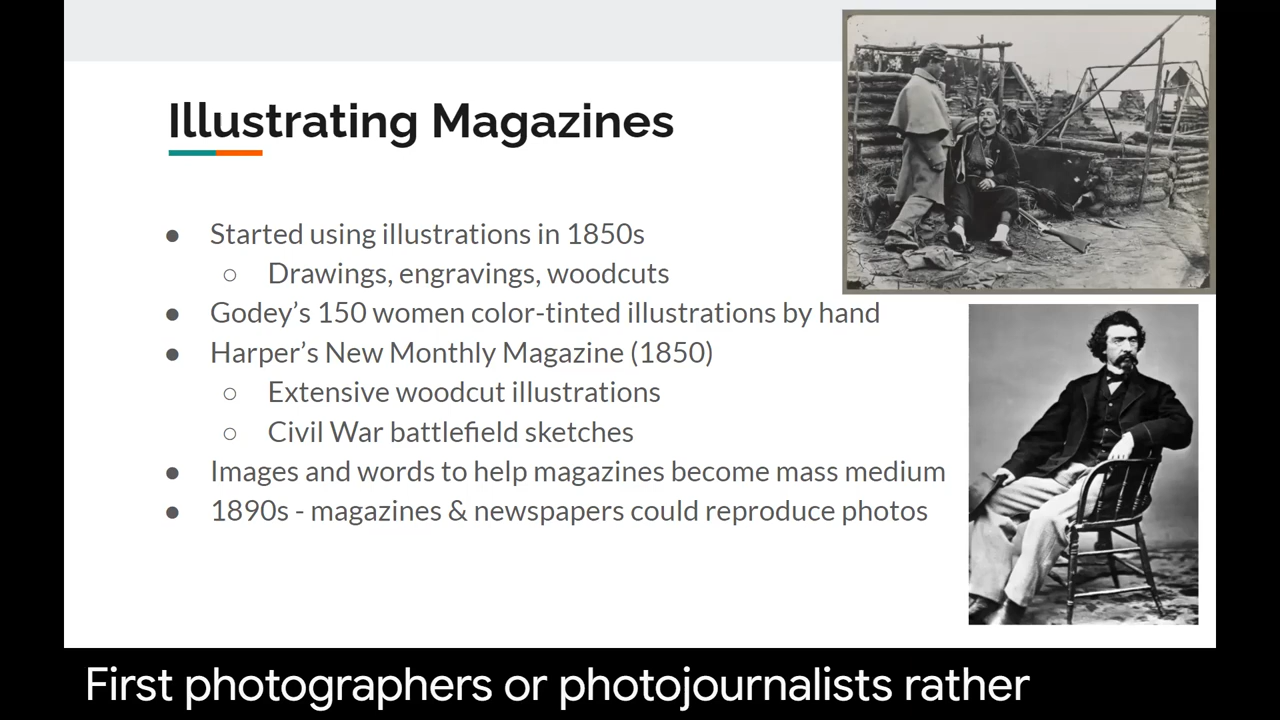 Illustrating Magazines
● Started using illustrations in 1850s
○ Drawings, engravings, woodcuts
● Godey’s 150 women color-tinted illustrations by hand
● Harper’s New Monthly Magazine (1850)
○ Extensive woodcut illustrations
○ Civil War battlefield sketches
● Images and words to help magazines become mass medium
● 1890s - magazines & newspapers could reproduce photos
First photographers or photojournalists rather